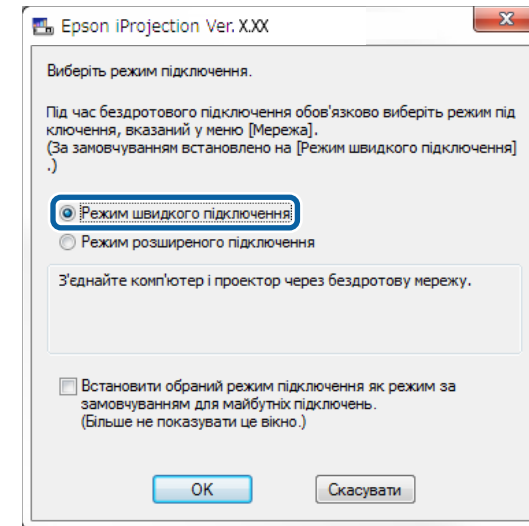 Epson iProjection Ver. X.XX
Виберіть режим підключення.
Під час бездротового підключення обов'язково виберіть режим під
ключення, вказаний у меню [Мережа].
(За замовчуванням встановлено на [Режим швидкого підключення]
.)
Режим швидкого підключення
Режим розширеного підключення
З'єднайте комп'ютер і проектор через бездротову мережу.
Встановити обраний режим підключення як режим за
замовчуванням для майбутніх підключень.
(Більше не показувати це вікно.)
OK
Скасувати